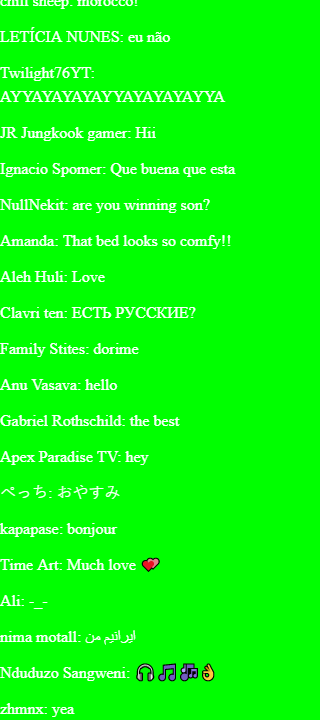 chill sheep: morocco!
LETÍCIA NUNES: eu não
Twilight76YT:
AYYAYAYAYAYYAYAYAYAYYA
JR Jungkook gamer: Hii
Ignacio Spomer: Que buena que esta
NullNekit: are you winning son?
Amanda: That bed looks so comfy!!
Aleh Huli: Love
Clavri ten: ЕСТЬ РУССКИЕ?
Family Stites: dorime
Anu Vasava: hello
Gabriel Rothschild: the best
Apex Paradise TV: hey
ぺっち: おやすみ
kapapase: bonjour
Time Art: Much love 💘
Ali: -_-
nima motall: ایرانیم من
Nduduzo Sangweni: 🎧🎵🎶👌
zhmnx: yea